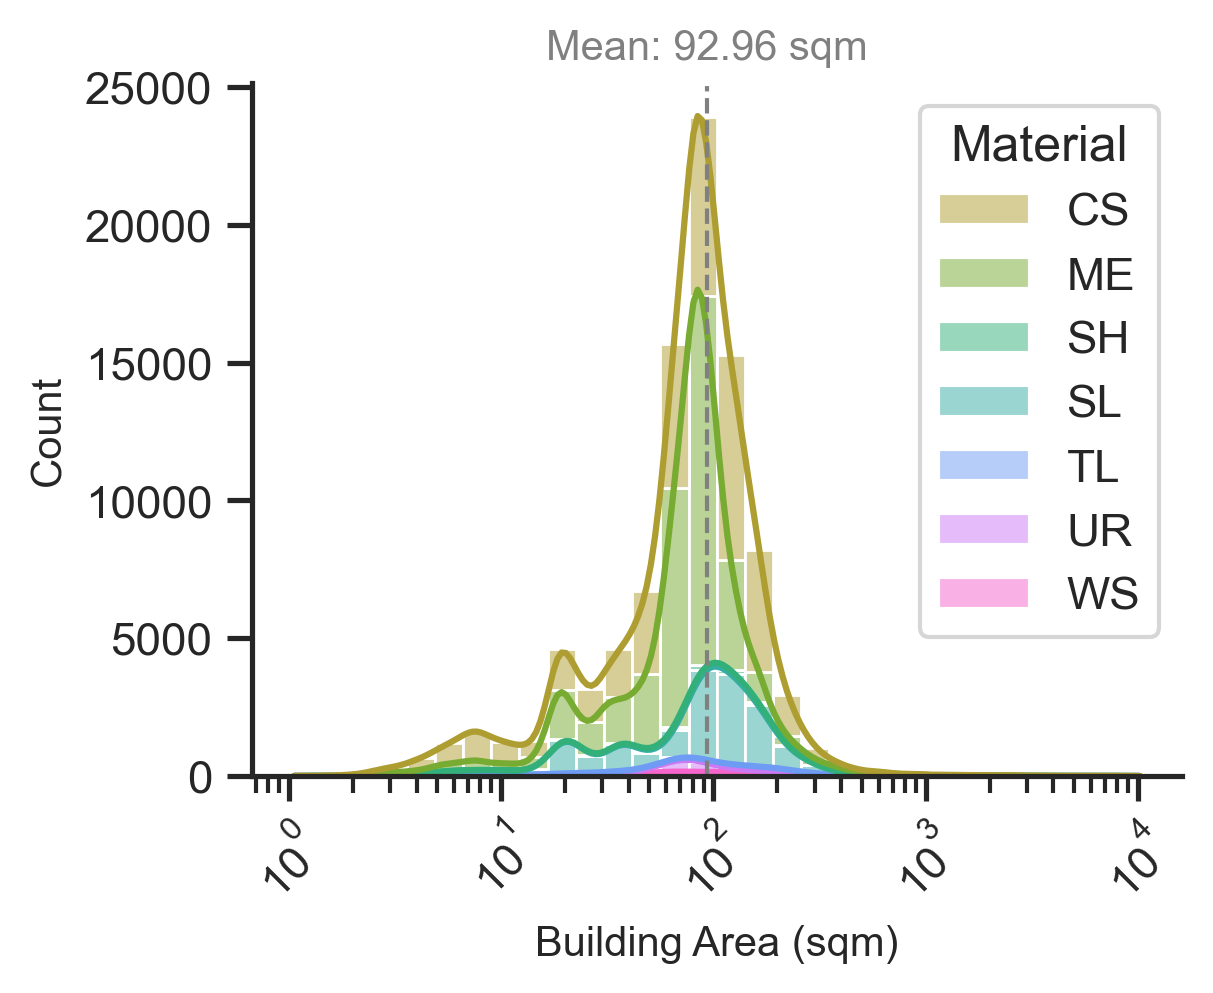 Mean: 92.96 sqm
25000
20000
15000
10000
5000
0
Count
Material
CS
ME
SH
SL
TL
UR
WS
10⁰
10¹
10²
10³
10⁴
Building Area (sqm)